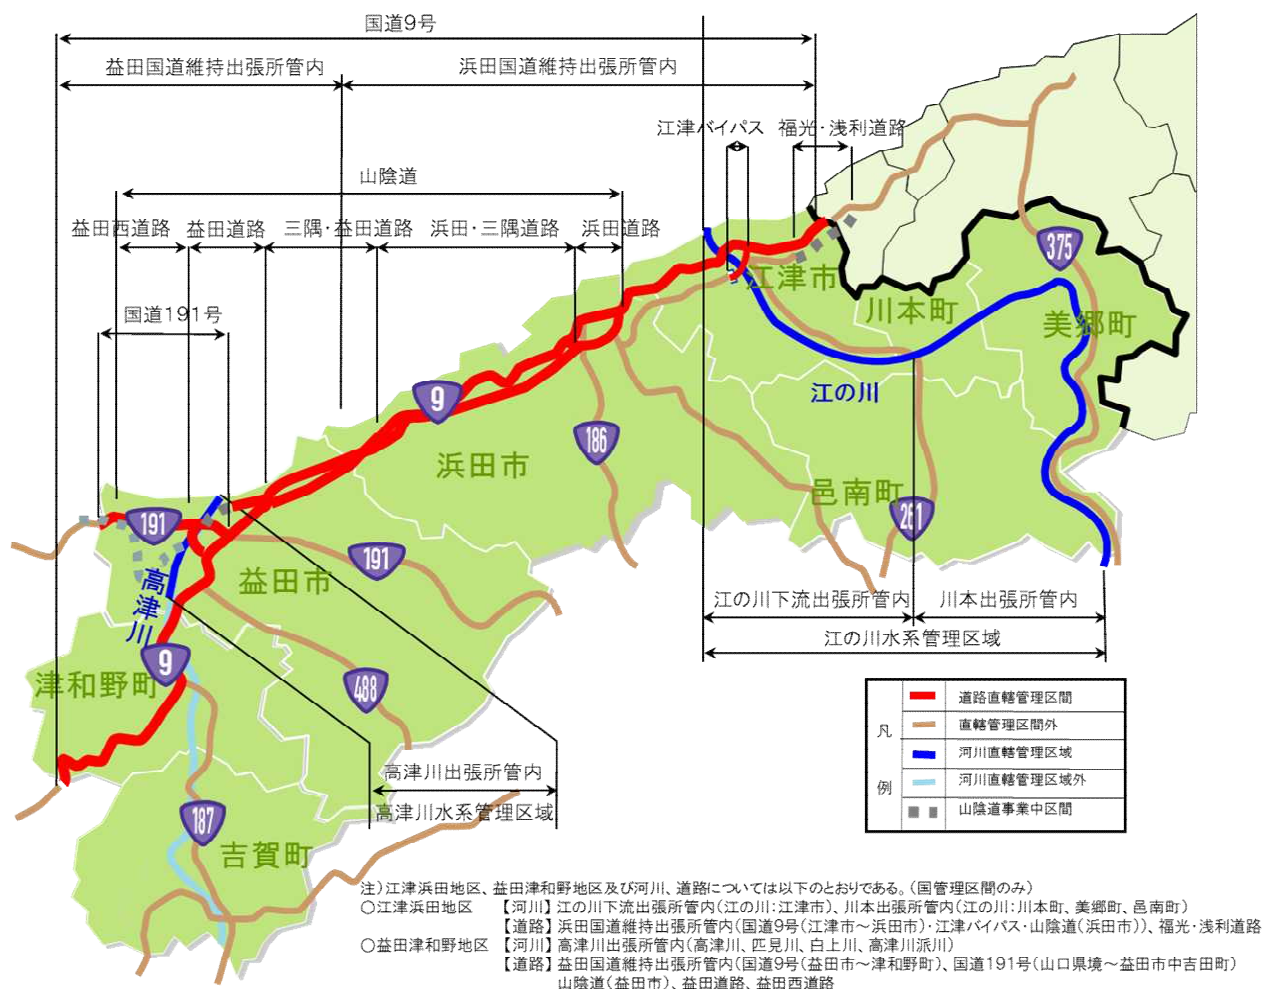 国道9号
益田国道維持出張所管内
浜田国道維持出張所管内
江津バイパス
福光・浅利道路
山陰道
益田西道路
益田道路
三隅・益田道路
浜田・三隅道路
浜田道路
国道191号
375
江津市
川本町
美郷町
9
江の川
186
浜田市
邑南町
261
191
191
益田市
高津川
江の川下流出張所管内
川本出張所管内
江の川水系管理区域
9
津和野町
488
高津川出張所管内
高津川水系管理区域
187
吉賀町
凡例
道路直轄管理区間
直轄管理区間外
河川直轄管理区域
河川直轄管理区域外
山陰道事業中区間
注)江津浜田地区、益田津和野地区及び河川、道路については以下のとおりである。(国管理区間のみ)
○江津浜田地区 【河川】江の川下流出張所管内(江の川:江津市)、川本出張所管内(江の川:川本町、美郷町、邑南町)
【道路】浜田国道維持出張所管内(国道9号(江津市～浜田市)・江津バイパス・山陰道(浜田市))、福光・浅利道路
○益田津和野地区 【河川】高津川出張所管内(高津川、匹見川、白上川、高津川派川)
【道路】益田国道維持出張所管内(国道9号(益田市～津和野町)、国道191号(山口県境～益田市中吉田町)
山陰道(益田市)、益田道路、益田西道路